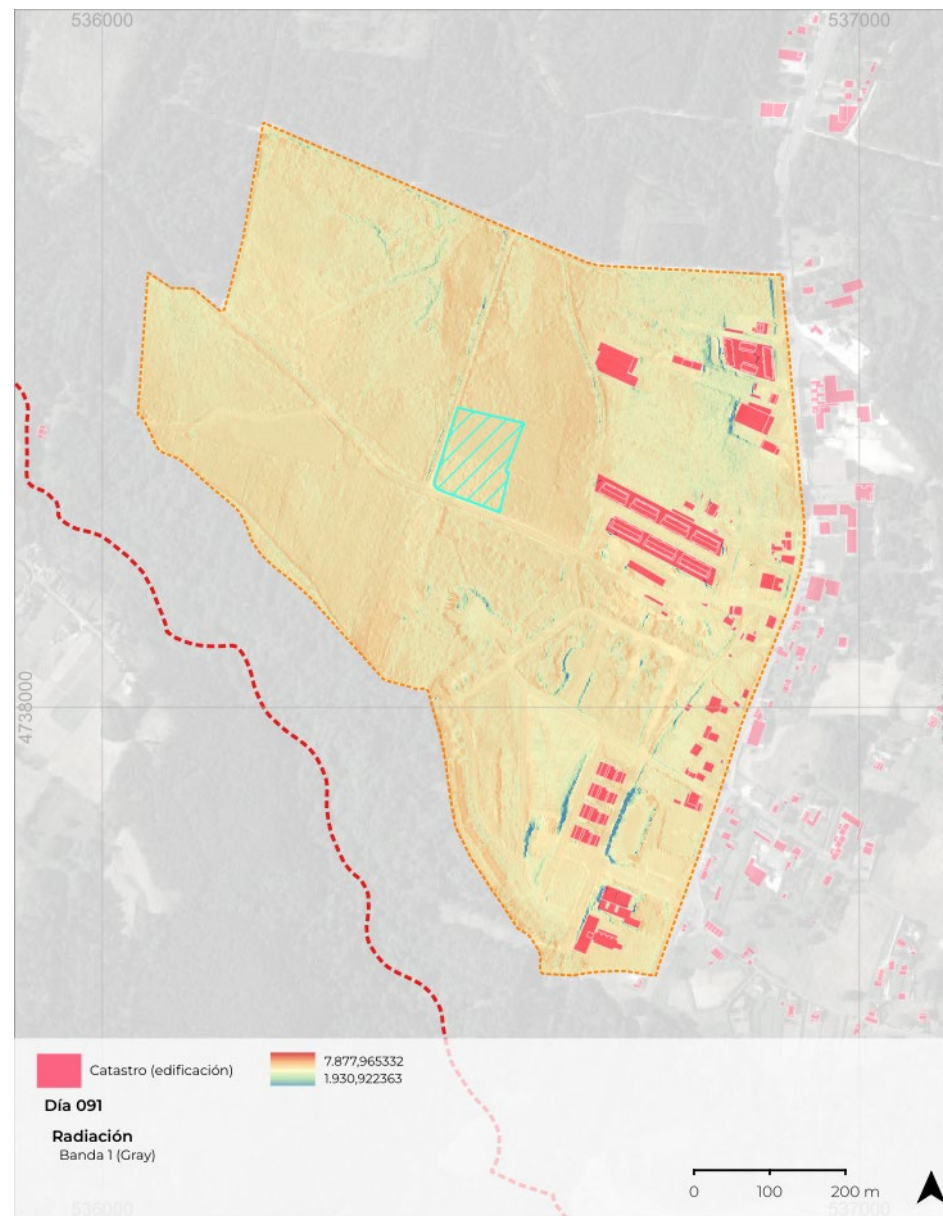 536000
537000
4738000
Catastro (edificación)
7.877,965332
1.930,922363
Día 091
Radiación
Banda 1 (Gray)
0 100 200 m
536000
537000